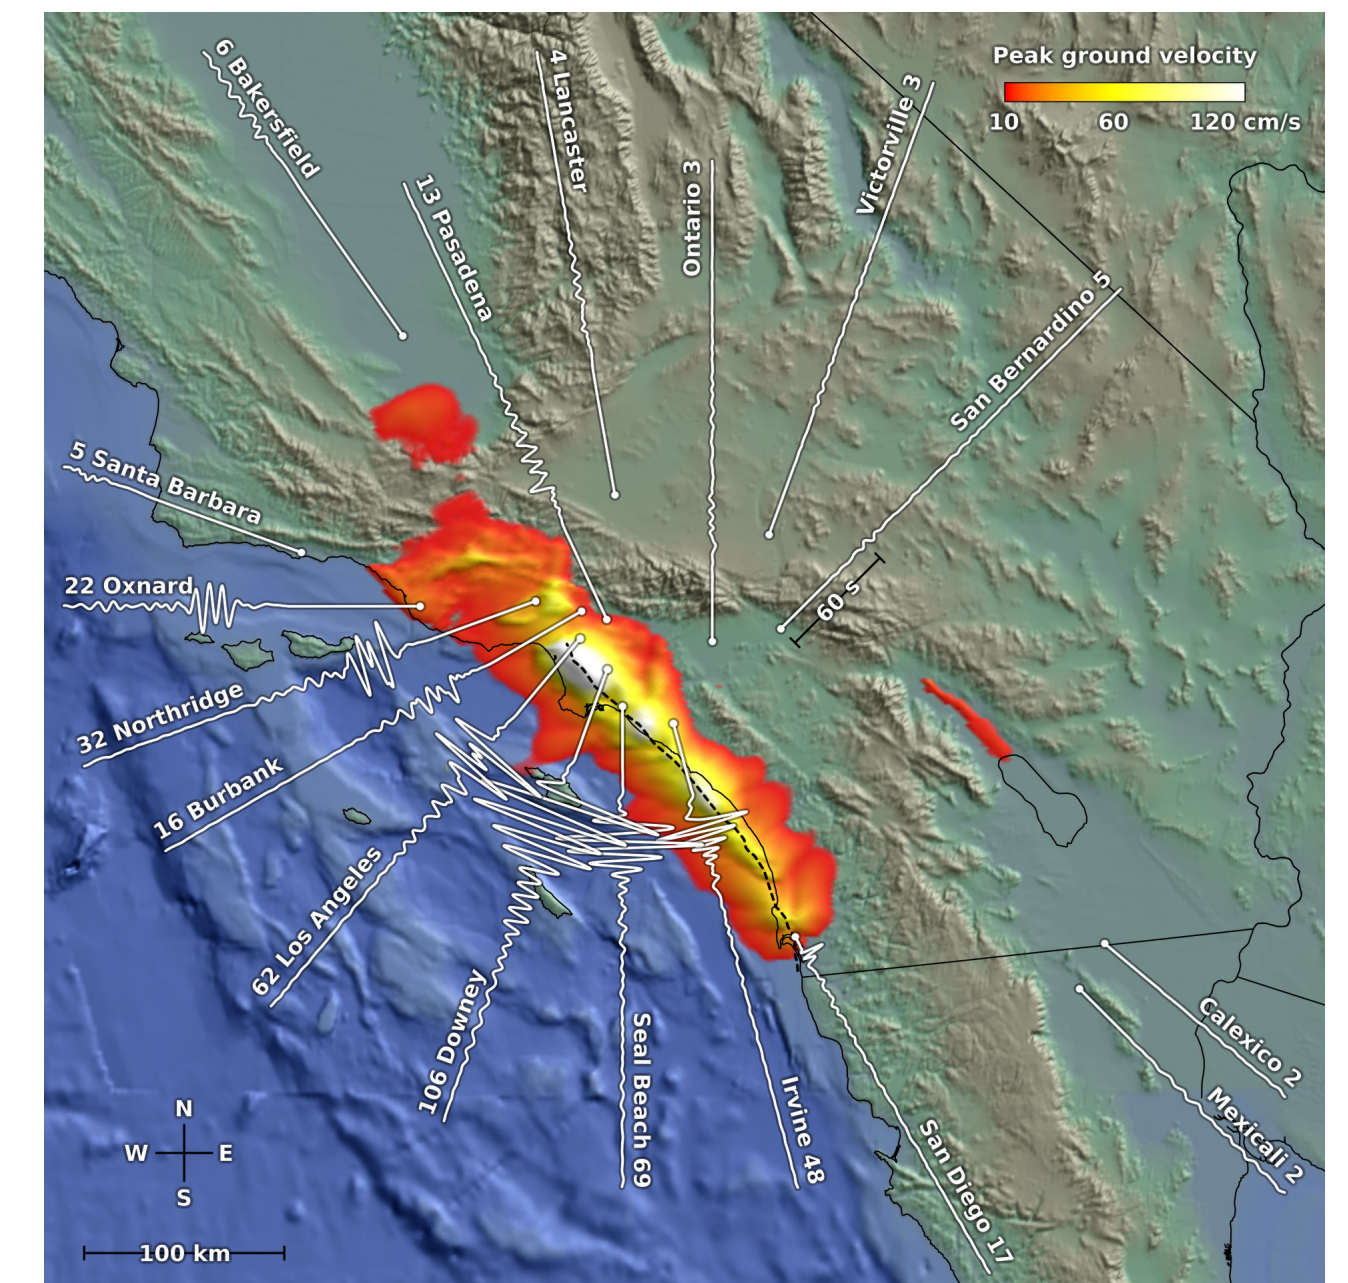 Peak ground velocity
10 60 120 cm/s
6 Bakersfield
4 Lancaster
Victorville 3
Ontario 3
13 Pasadena
San Bernardino 5
5 Santa Barbara
22 Oxnard
60 s
32 Northridge
16 Burbank
62 Los Angeles
106 Downey
Seal Beach 69
Irvine 48
San Diego 17
Calexico 2
Mexicali 2
N
W E
S
100 km